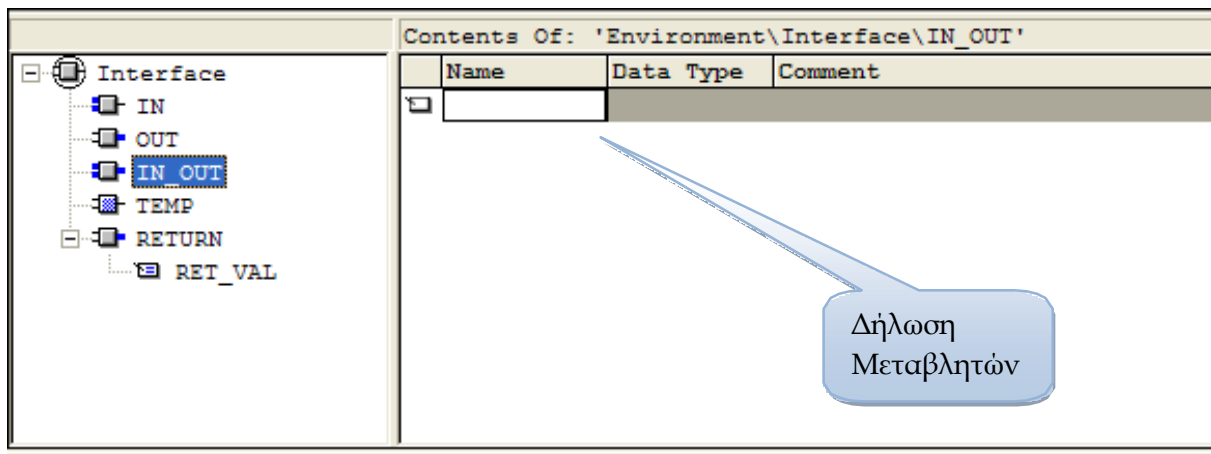 Contents Of: 'Environment\Interface\IN_OUT'
Interface
IN
OUT
IN_OUT
TEMP
RETURN
RET_VAL
Name Data Type Comment
Δήλωση
Μεταβλητών